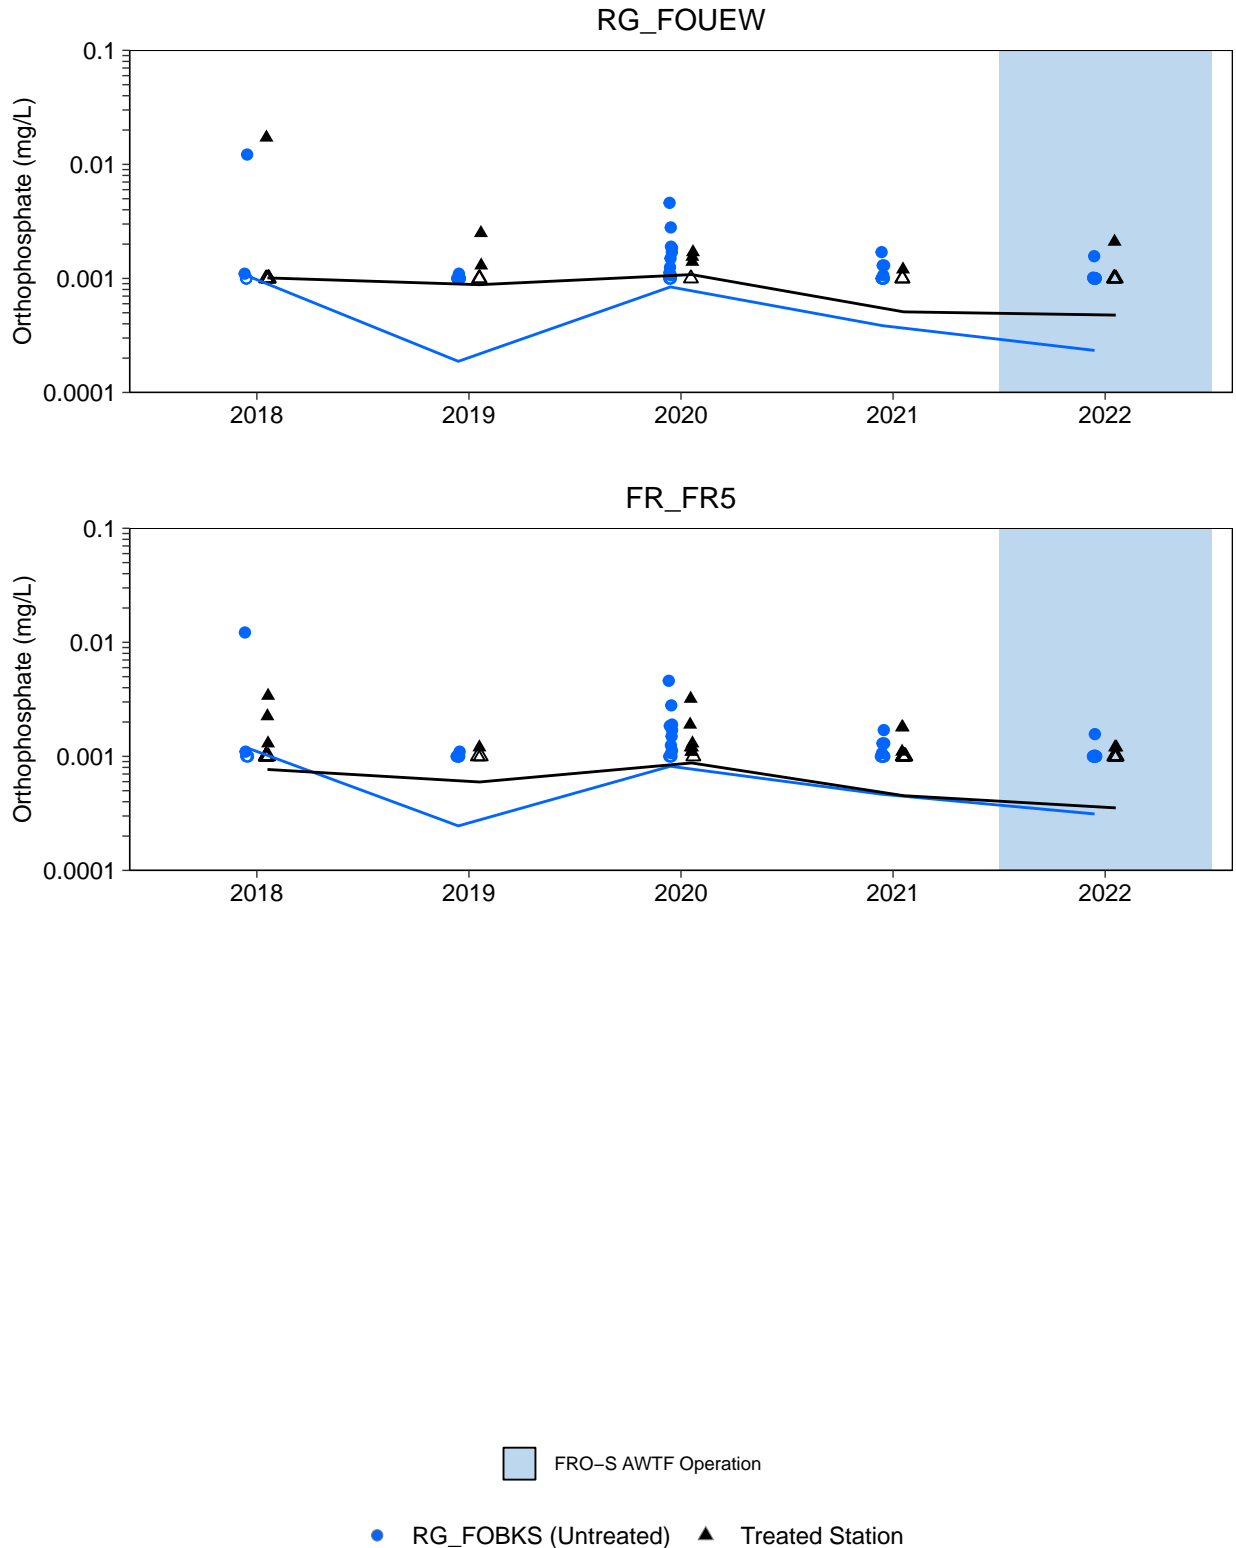 RG_FOUEW
Orthophosphate (mg/L)
0.1
0.01
0.001
0.0001
2018 2019 2020 2021 2022
FR_FR5
Orthophosphate (mg/L)
0.1
0.01
0.001
0.0001
2018 2019 2020 2021 2022
FRO−S AWTF Operation
RG_FOBKS (Untreated) Treated Station